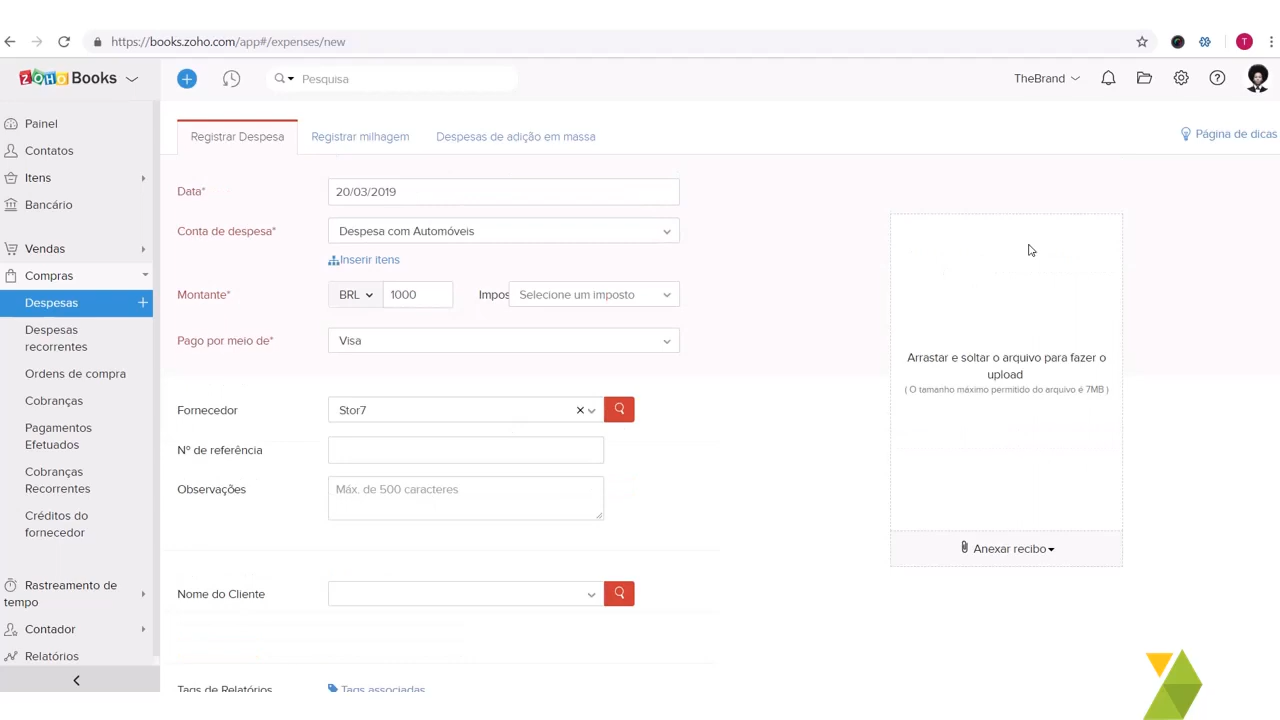 https://books.zoho.com/app#/expenses/new
T
ZOHO Books
Pesquisa
TheBrand
Painel
Contatos
Itens
Bancário
Vendas
Compras
Despesas
Despesas
recorrentes
Ordens de compra
Cobranças
Pagamentos
Efetuados
Cobranças
Recorrentes
Créditos do
fornecedor
Rastreamento de
tempo
Contador
Relatórios
Registrar Despesa
Registrar milhagem
Despesas de adição em massa
Página de dicas
Data*
20/03/2019
Conta de despesa*
Despesa com Automóveis
Inserir itens
Montante*
BRL
1000
Impos
Selecione um imposto
Pago por meio de*
Visa
Fornecedor
Stor7
Nº de referência
Observações
Máx. de 500 caracteres
Nome do Cliente
Tags de Relatórios
Tags associadas
Arrastar e soltar o arquivo para fazer o
upload
( O tamanho máximo permitido do arquivo é 7MB )
Anexar recibo